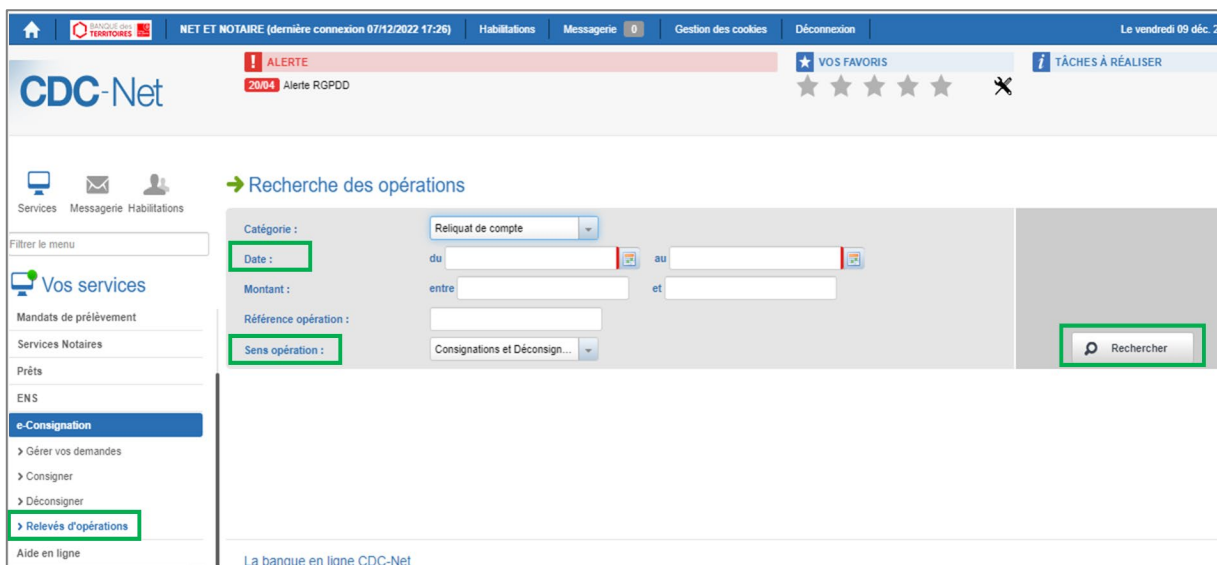 BANQUE des TERRITOIRES NET ET NOTAIRE (dernière connexion 07/12/2022 17:26) Habilitations Messagerie 0 Gestion des cookies Déconnexion Le vendredi 09 déc. 2
CDC-Net
! ALERTE
20/04 Alerte RGPDD
VOS FAVORIS
i TÂCHES À RÉALISER
Services Messagerie Habilitations
Filtrer le menu
Vos services
Mandats de prélèvement
Services Notaires
Prêts
ENS
e-Consignation
> Gérer vos demandes
> Consigner
> Déconsigner
> Relevés d'opérations
Aide en ligne
Recherche des opérations
Catégorie : Reliquat de compte
Date : du au
Montant : entre et
Référence opération :
Sens opération : Consignations et Déconsign...
Rechercher
La banque en ligne CDC-Net